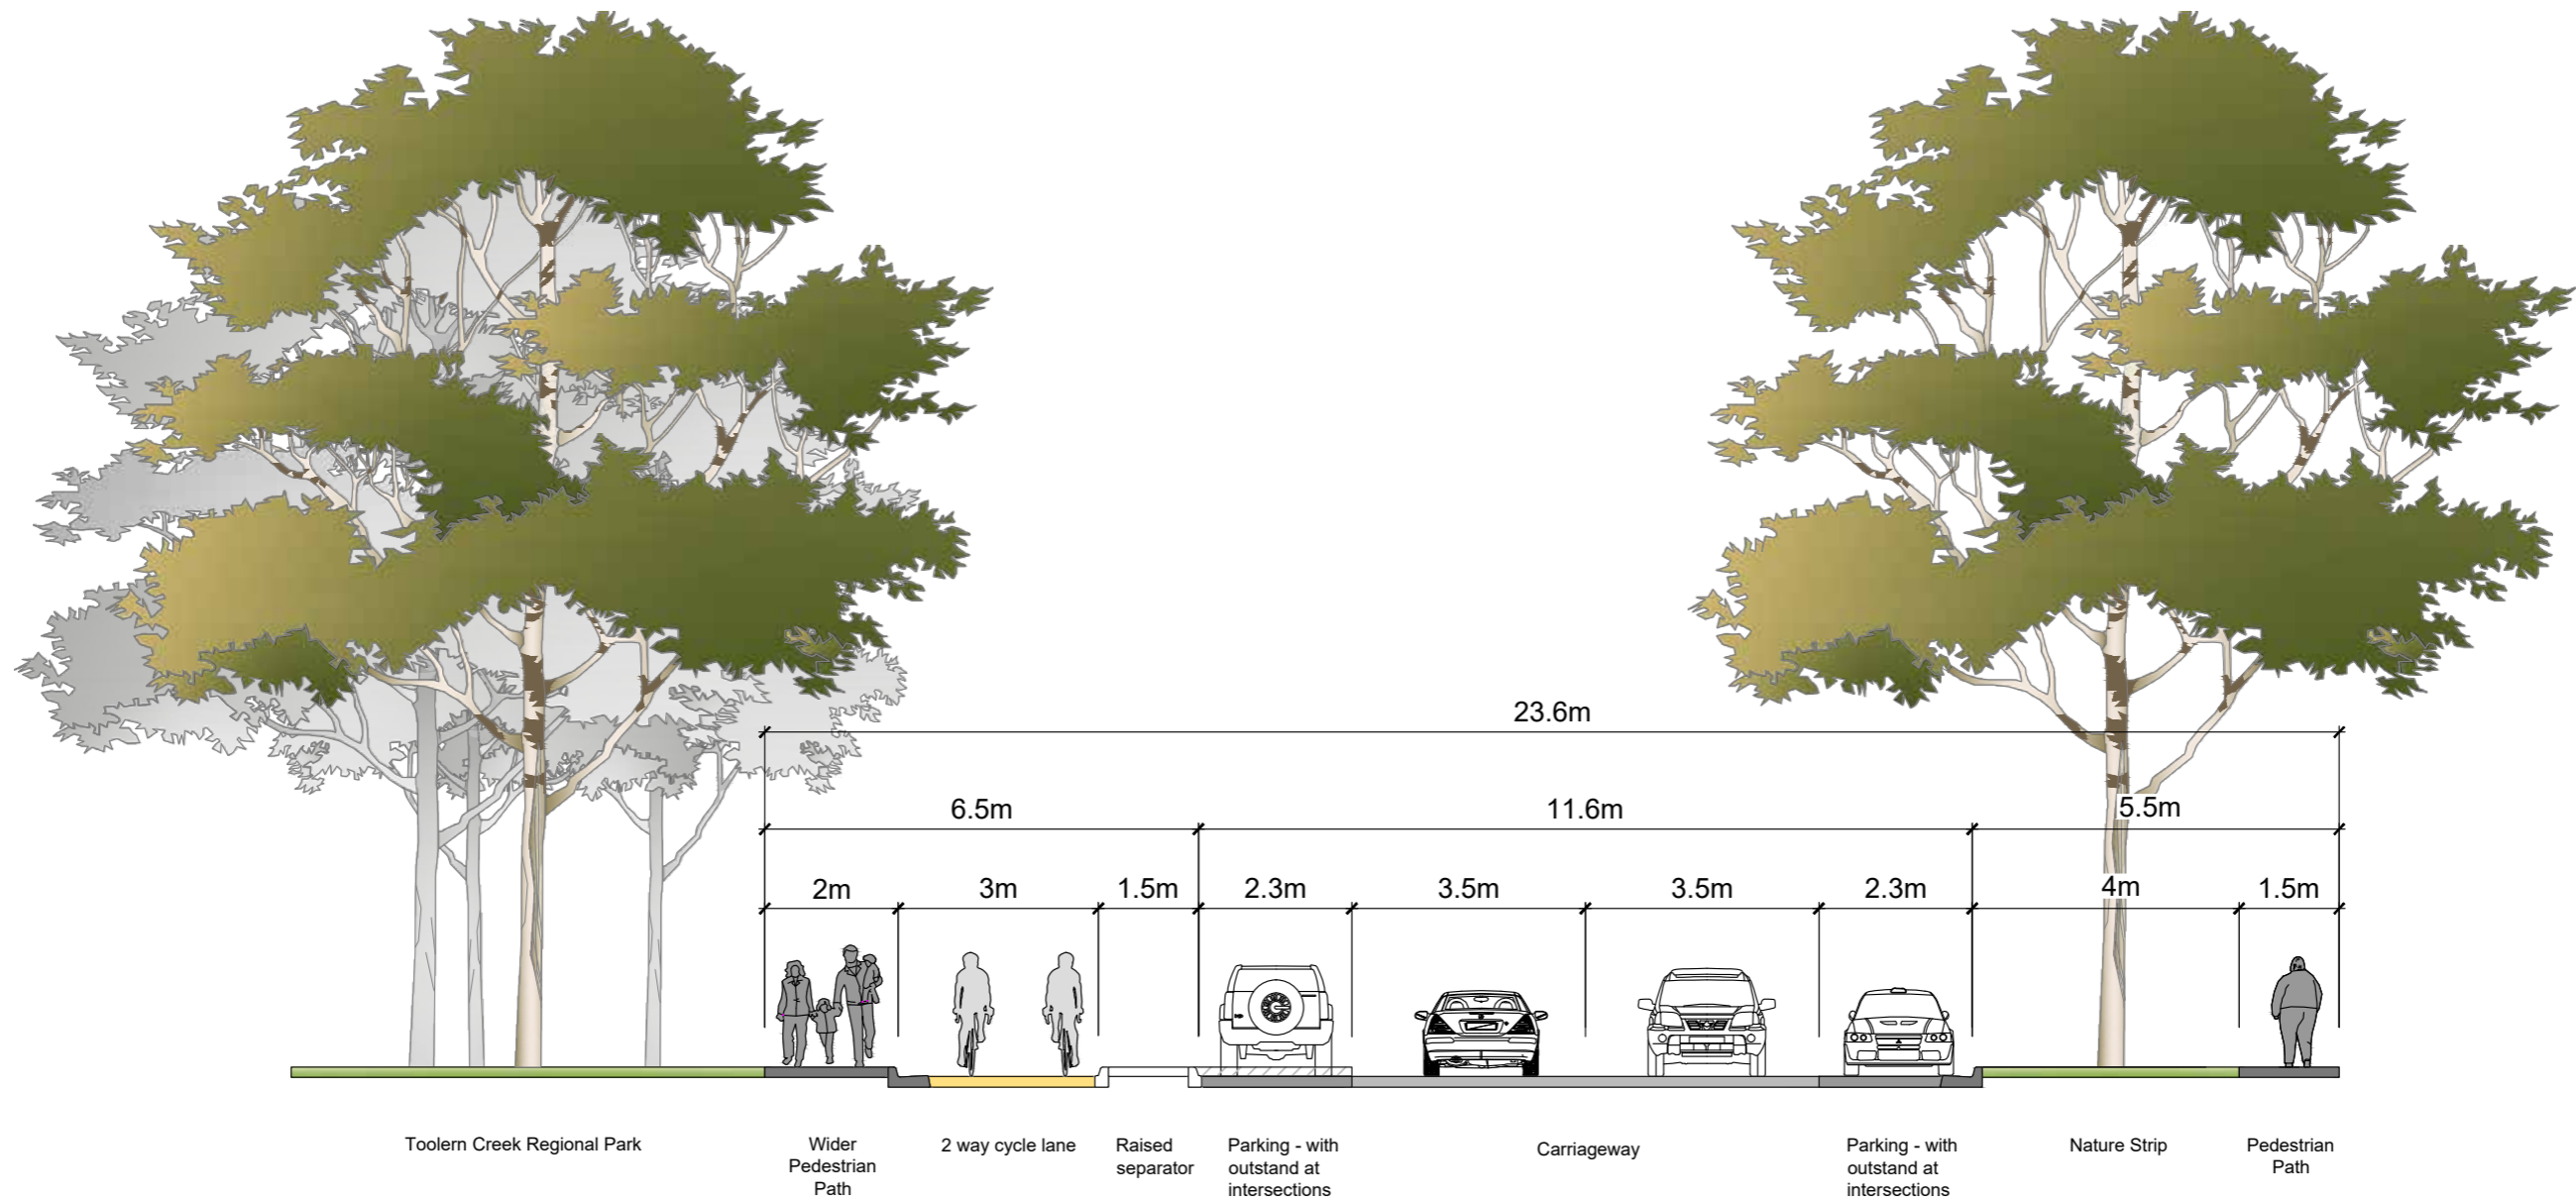 23.6m
6.5m
11.6m
5.5m
2m
3m
1.5m
2.3m
3.5m
3.5m
2.3m
4m
1.5m
Toolern Creek Regional Park
Wider
Pedestrian
Path
2 way cycle lane
Raised
separator
Parking - with
outstand at
intersections
Carriageway
Parking - with
outstand at
intersections
Nature Strip
Pedestrian
Path